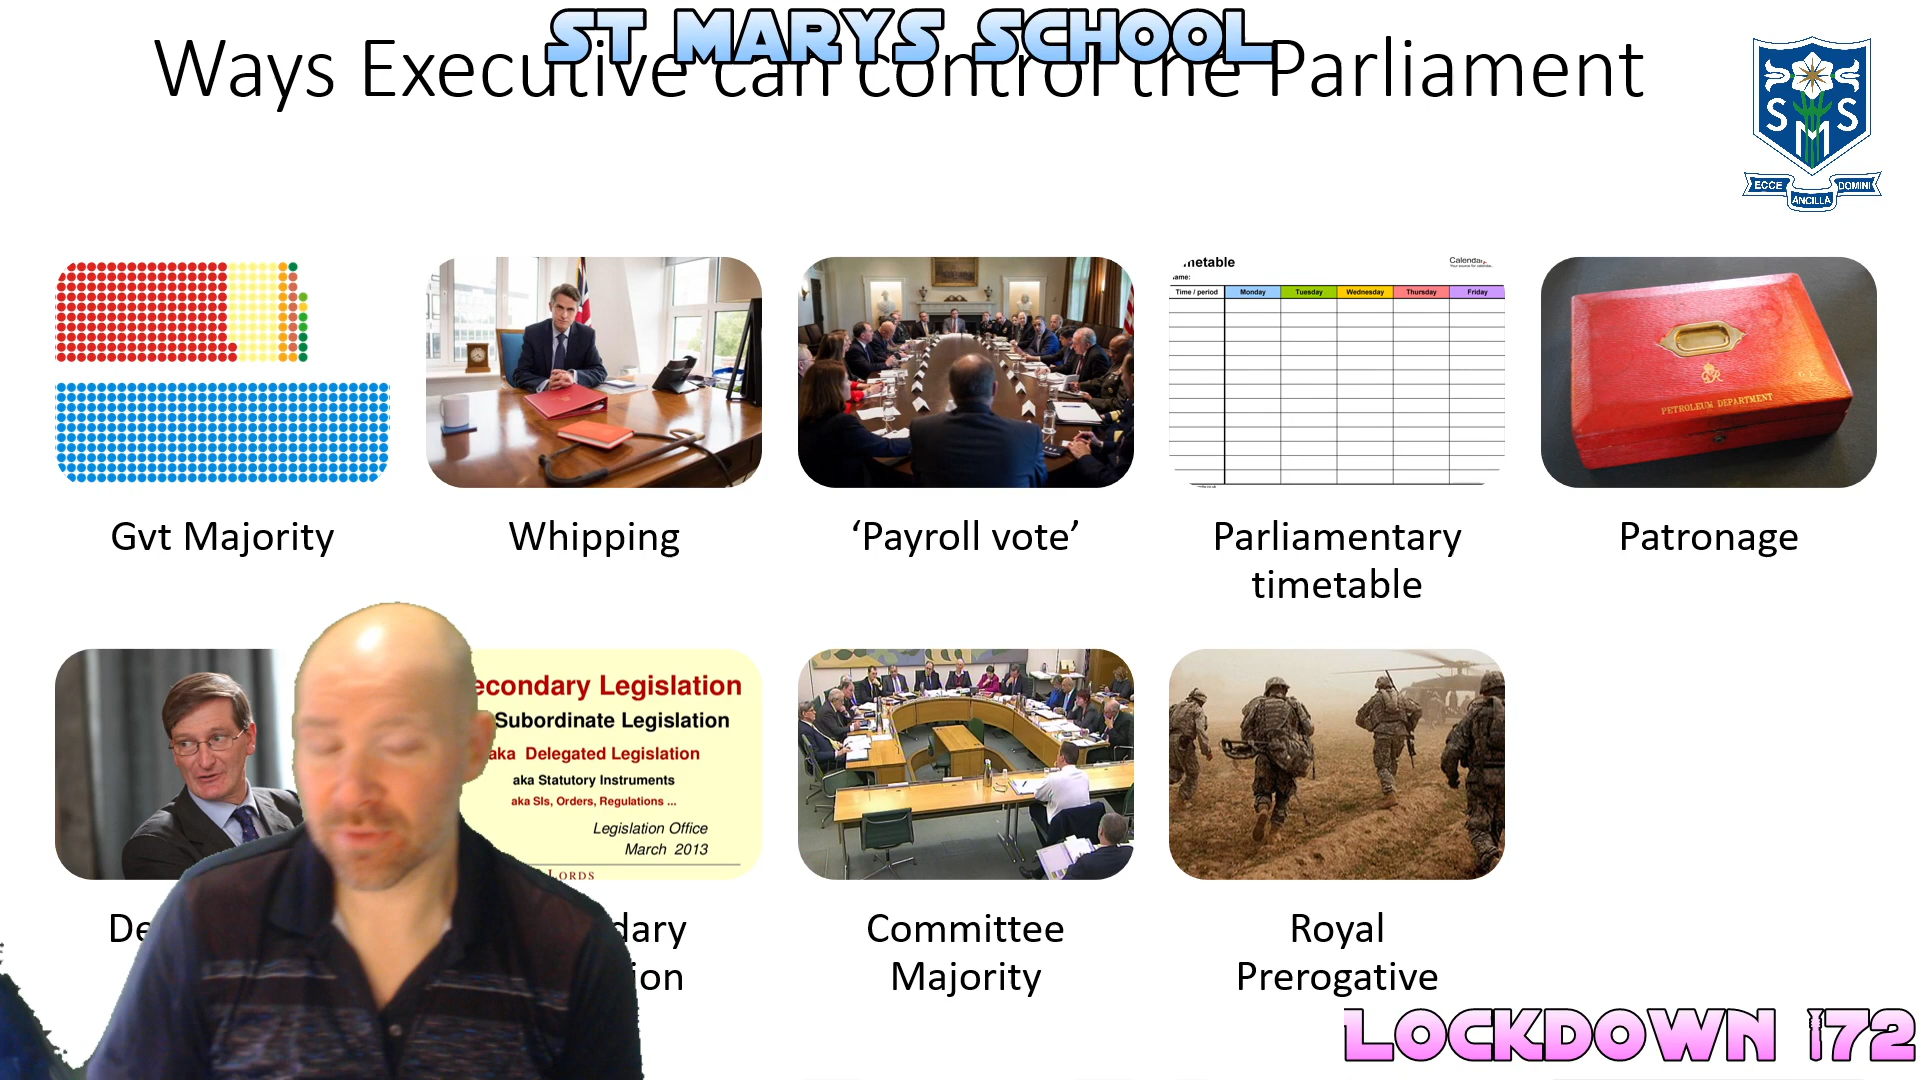 ST MARYS SCHOOL
Ways Executive can control the Parliament
S S
M
ECCE DOMINI
ANCILLA
Calendar
Time / period Monday Tuesday Wednesday Thursday Friday
PETROLEUM DEPARTMENT
Gvt Majority
Whipping
‘Payroll vote’
Parliamentary
timetable
Patronage
econdary Legislation
Subordinate Legislation
aka Delegated Legislation
aka Statutory Instruments
aka SIs, Orders, Regulations ...
Legislation Office
March 2013
LORDS
De
dary
ion
Committee
Majority
Royal
Prerogative
LOCKDOWN 172